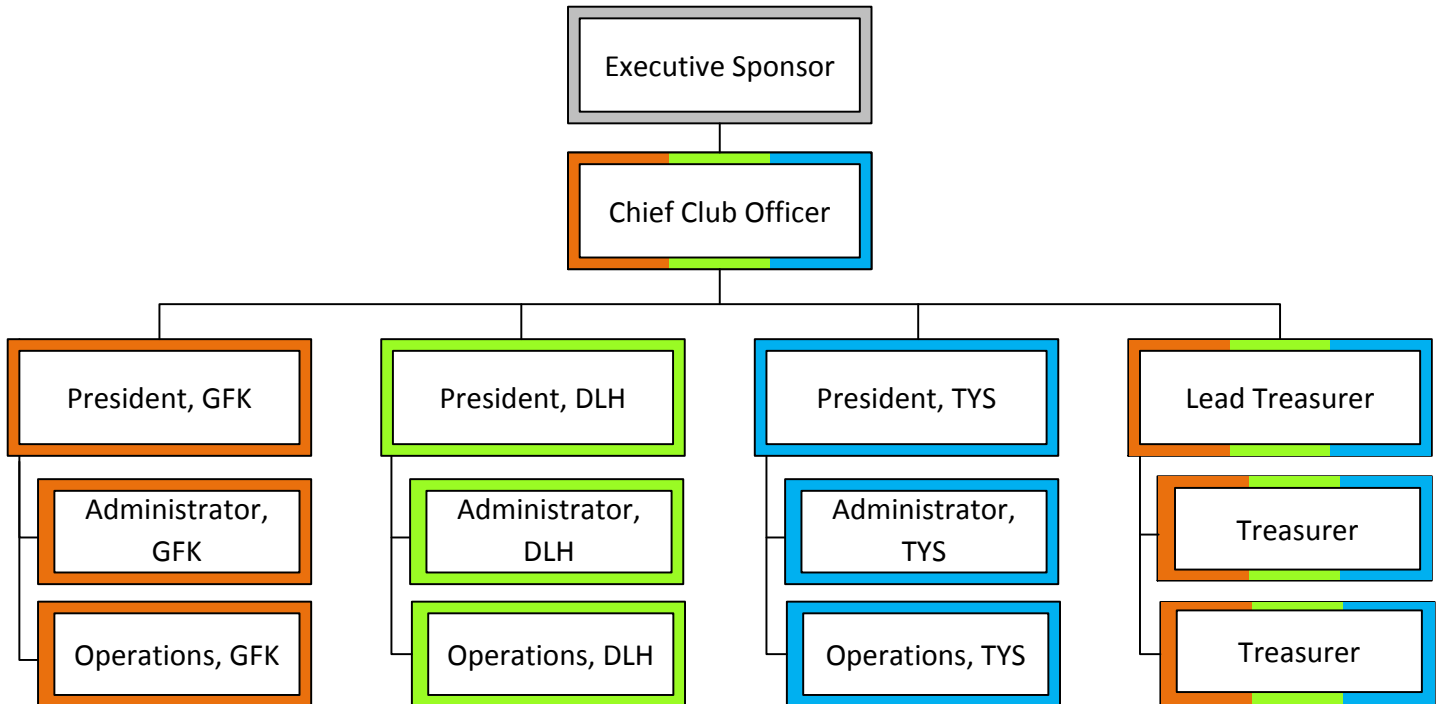 Executive Sponsor
Chief Club Officer
President, GFK
President, DLH
President, TYS
Lead Treasurer
Administrator,
GFK
Administrator,
DLH
Administrator,
TYS
Treasurer
Operations, GFK
Operations, DLH
Operations, TYS
Treasurer